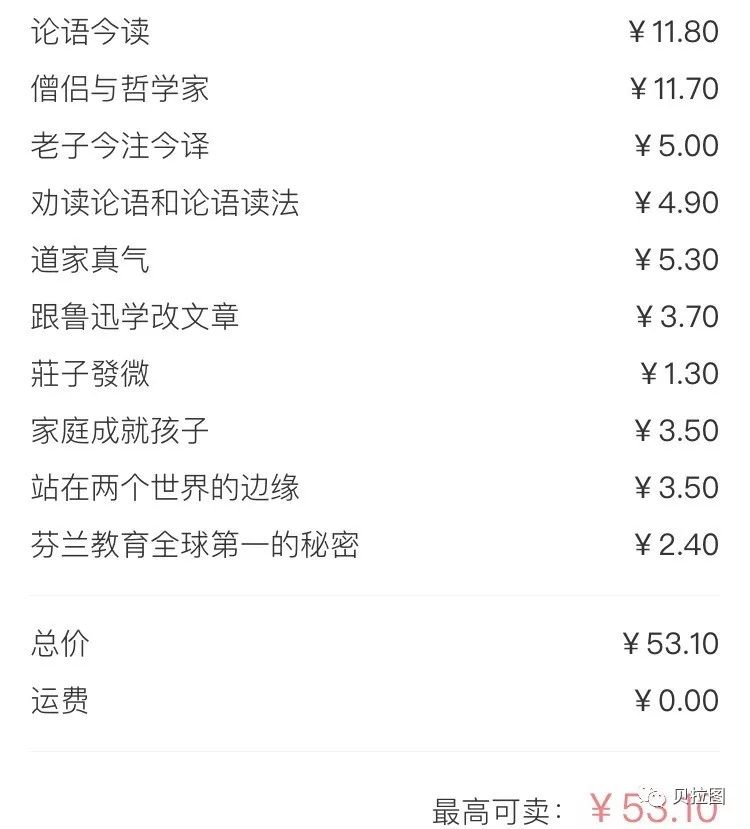 论语今读 ¥11.80
僧侣与哲学家 ¥11.70
老子今注今译 ¥5.00
劝读论语和论语读法 ¥4.90
道家真气 ¥5.30
跟鲁迅学改文章 ¥3.70
莊子發微 ¥1.30
家庭成就孩子 ¥3.50
站在两个世界的边缘 ¥3.50
芬兰教育全球第一的秘密 ¥2.40
总价 ¥53.10
运费 ¥0.00
最高可卖： ¥53.10
贝拉图